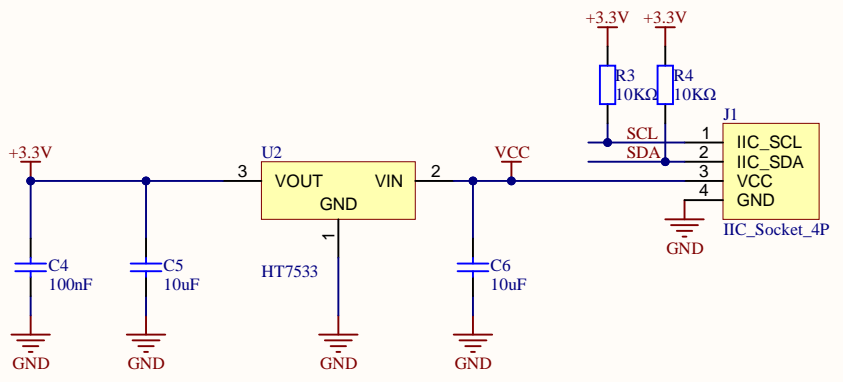 +3.3V +3.3V
R3 R4
10KΩ 10KΩ
J1
SCL 1 IIC_SCL
SDA 2 IIC_SDA
+3.3V U2 VCC
3 VOUT VIN 2 3 VCC
GND 4 GND
1
GND IIC_Socket_4P
HT7533
C4 C5 C6
100nF 10uF 10uF
GND GND GND GND